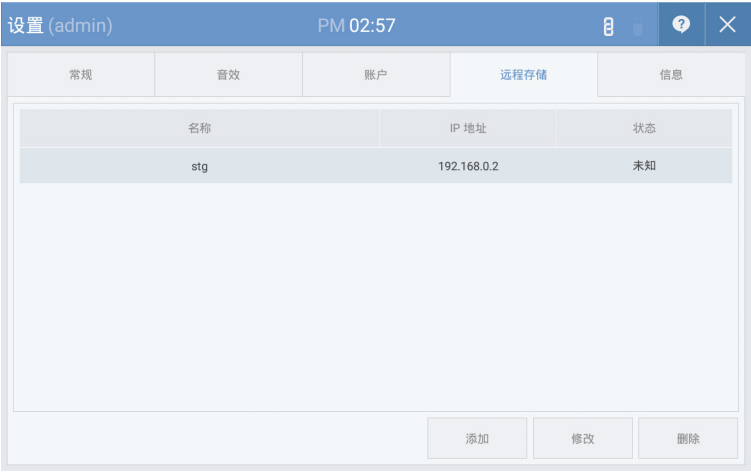 设置 (admin) PM 02:57
常规 音效 账户 远程存储 信息
名称 IP 地址 状态
stg 192.168.0.2 未知
添加 修改 删除